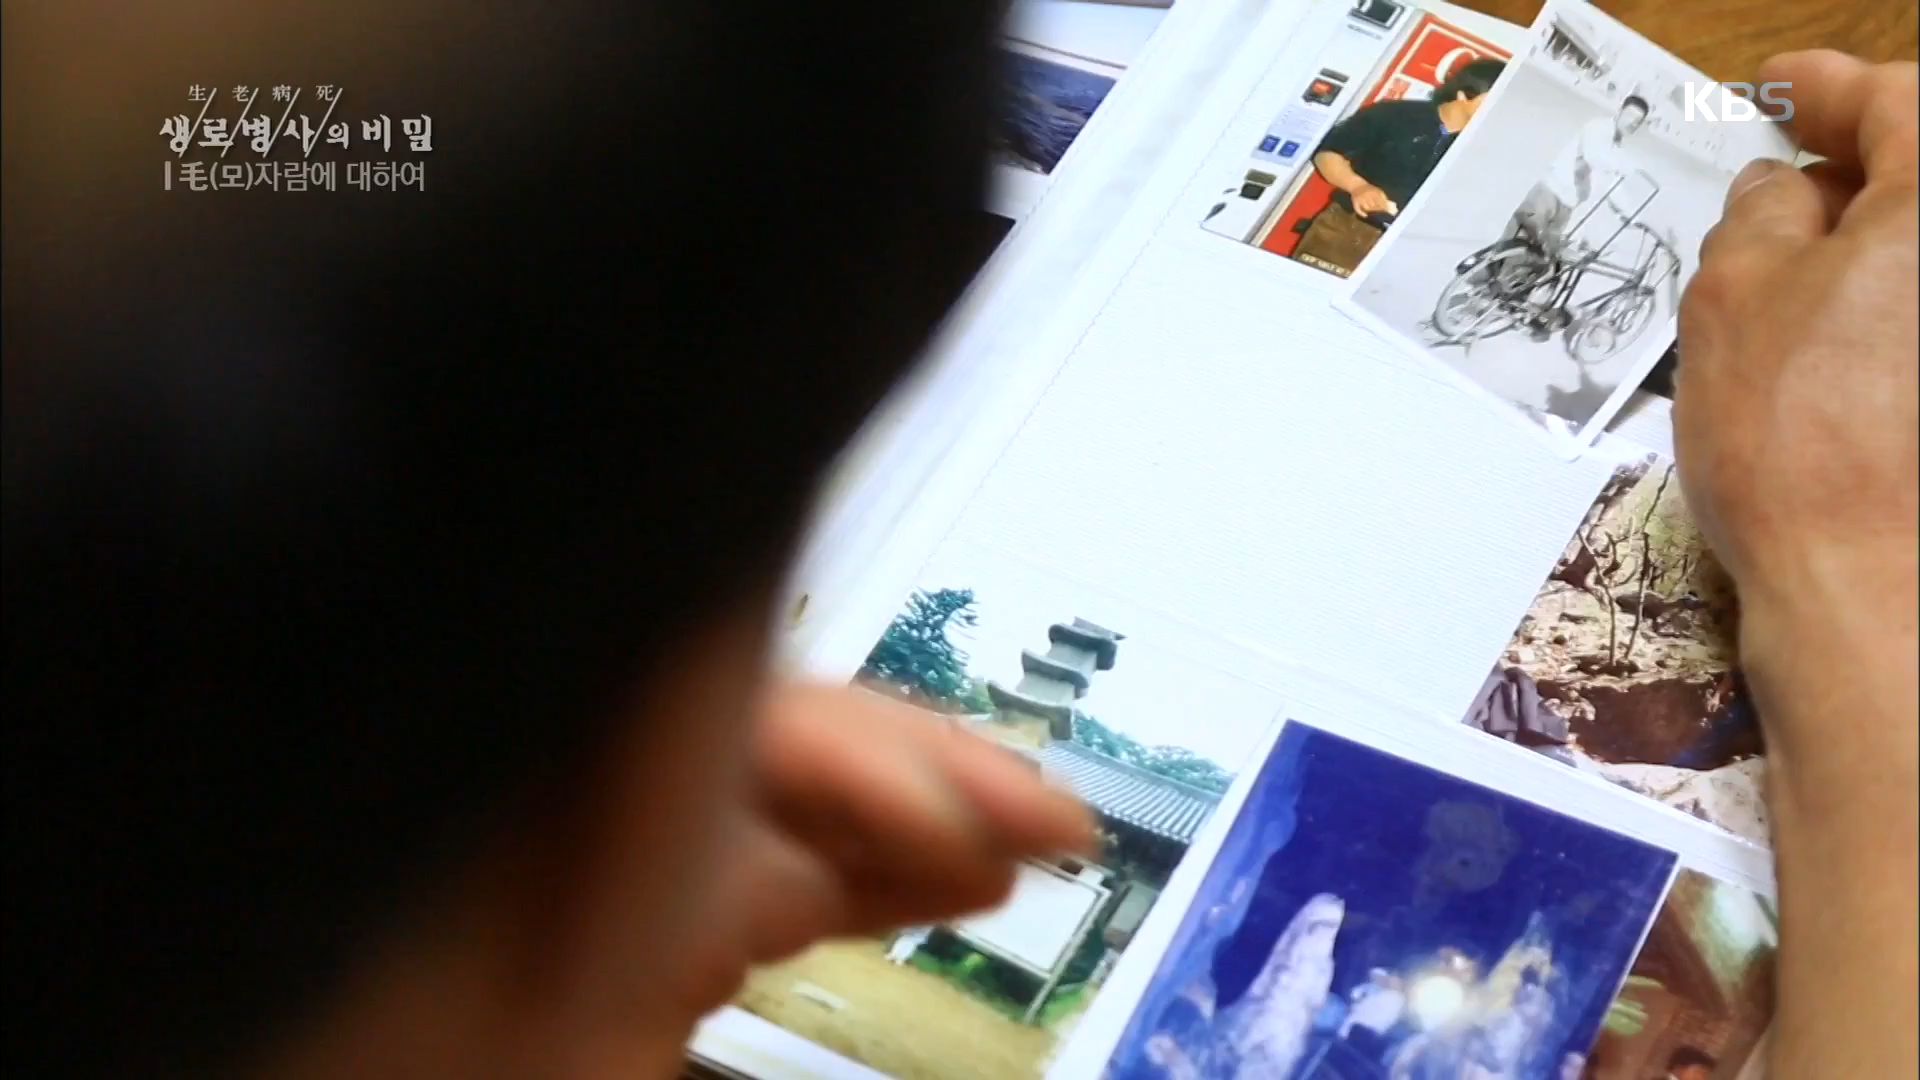 生 老 病 死
생로병사의 비밀
毛(모)자람에 대하여
KBS